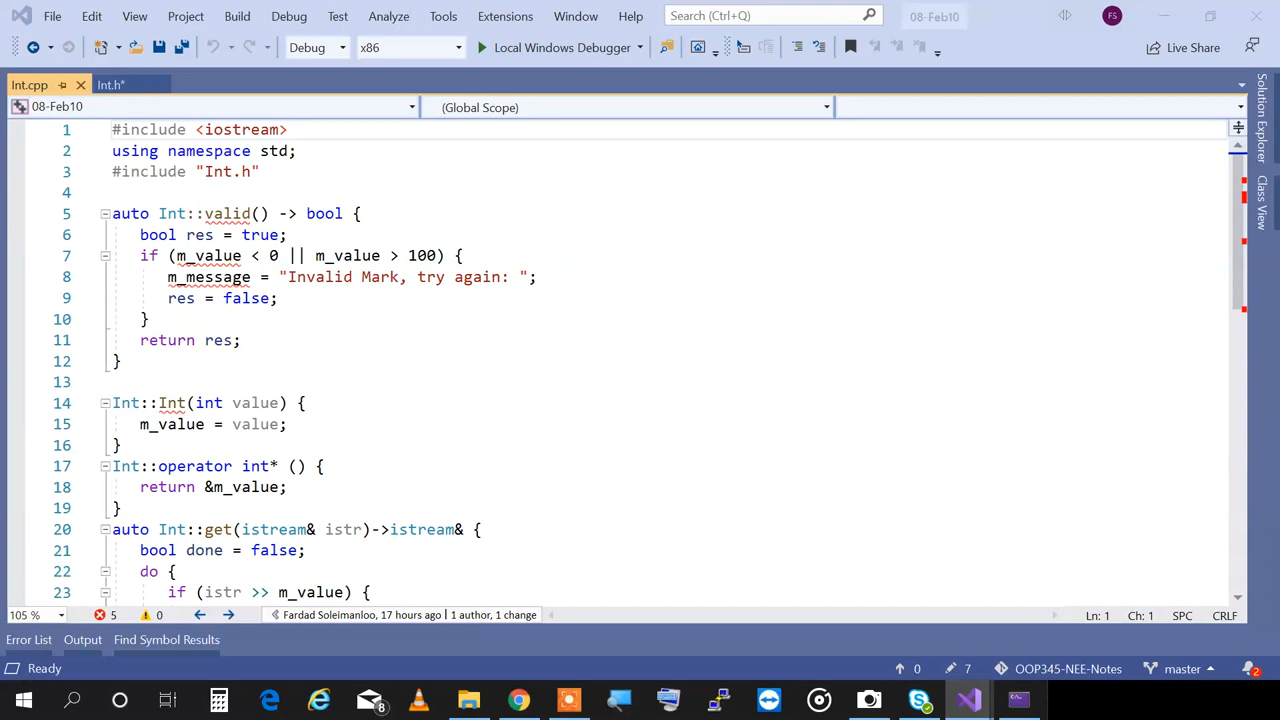 File Edit View Project Build Debug Test Analyze Tools Extensions Window Help Search (Ctrl+Q) 08-Feb10 FS
Debug x86 Local Windows Debugger Live Share
Int.cpp Int.h*
08-Feb10 (Global Scope)
1 #include <iostream>
2 using namespace std;
3 #include "Int.h"
4
5 auto Int::valid() -> bool {
6 bool res = true;
7 if (m_value < 0 || m_value > 100) {
8 m_message = "Invalid Mark, try again: ";
9 res = false;
10 }
11 return res;
12 }
13
14 Int::Int(int value) {
15 m_value = value;
16 }
17 Int::operator int* () {
18 return &m_value;
19 }
20 auto Int::get(istream& istr)->istream& {
21 bool done = false;
22 do {
23 if (istr >> m_value) {
Solution Explorer
Class View
105 % 5 0 Fardad Soleimanloo, 17 hours ago | 1 author, 1 change Ln: 1 Ch: 1 SPC CRLF
Error List Output Find Symbol Results
Ready 0 7 OOP345-NEE-Notes master 2
8